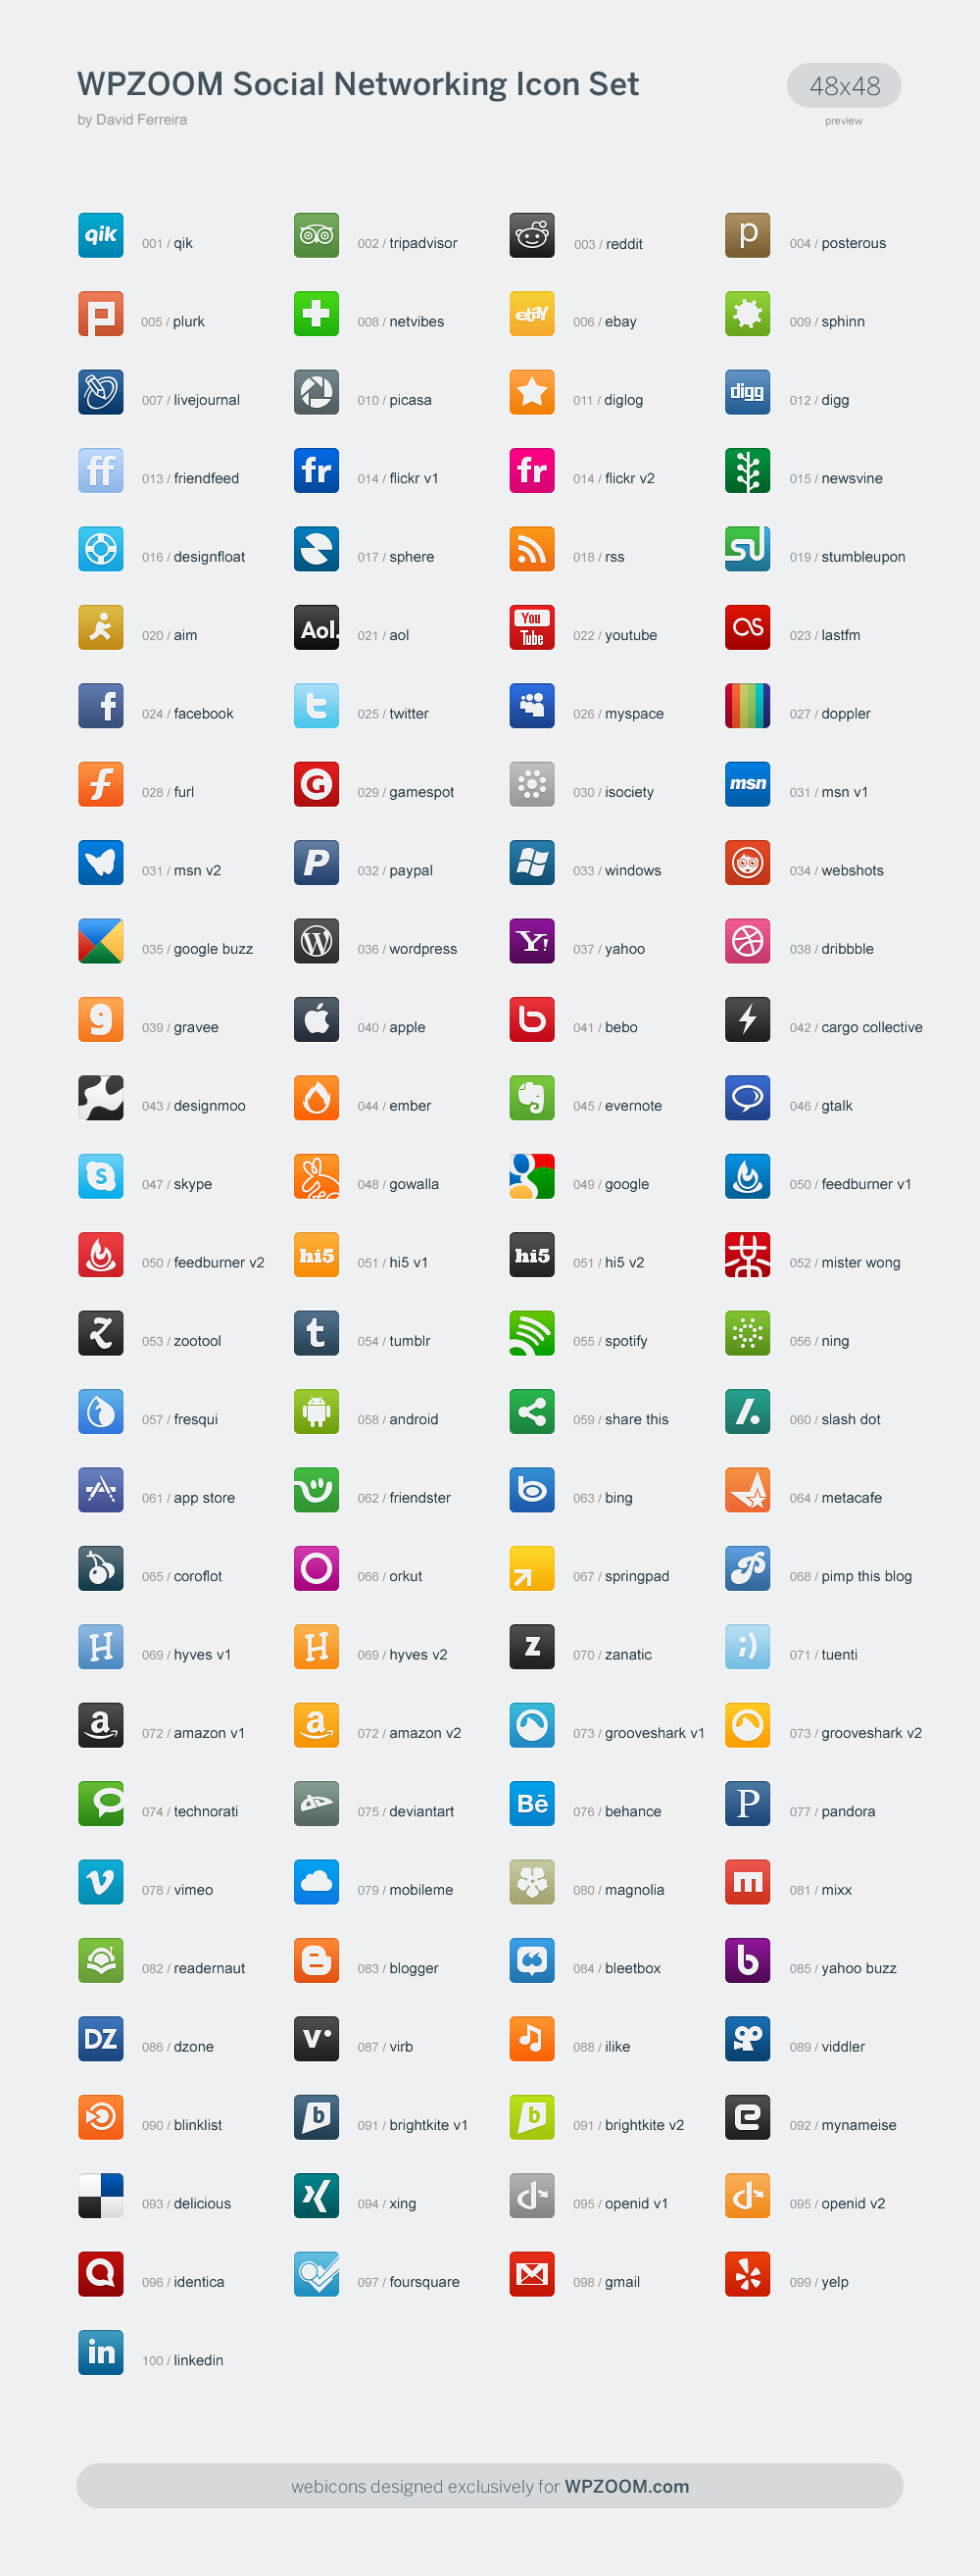 WPZOOM Social Networking Icon Set
48x48
by David Ferreira
preview
qik 001 / qik 002 / tripadvisor 003 / reddit p 004 / posterous
005 / plurk 008 / netvibes ebaY 006 / ebay 009 / sphinn
007 / livejournal 010 / picasa 011 / diglog digg 012 / digg
ff 013 / friendfeed fr 014 / flickr v1 fr 014 / flickr v2 015 / newsvine
016 / designfloat 017 / sphere 018 / rss 019 / stumbleupon
020 / aim Aol. 021 / aol You Tube 022 / youtube 023 / lastfm
f 024 / facebook t 025 / twitter 026 / myspace 027 / doppler
f 028 / furl G 029 / gamespot 030 / isociety msn 031 / msn v1
031 / msn v2 P 032 / paypal 033 / windows 034 / webshots
035 / google buzz W 036 / wordpress Y! 037 / yahoo 038 / dribbble
g 039 / gravee 040 / apple b 041 / bebo 042 / cargo collective
043 / designmoo 044 / ember 045 / evernote 046 / gtalk
S 047 / skype 048 / gowalla g 049 / google 050 / feedburner v1
050 / feedburner v2 hi5 051 / hi5 v1 hi5 051 / hi5 v2 052 / mister wong
Z 053 / zootool t 054 / tumblr 055 / spotify 056 / ning
057 / fresqui 058 / android 059 / share this /. 060 / slash dot
061 / app store 062 / friendster b 063 / bing 064 / metacafe
065 / coroflot 066 / orkut 067 / springpad P 068 / pimp this blog
H 069 / hyves v1 H 069 / hyves v2 z 070 / zanatic ;) 071 / tuenti
a 072 / amazon v1 a 072 / amazon v2 073 / grooveshark v1 073 / grooveshark v2
074 / technorati 075 / deviantart Bē 076 / behance P 077 / pandora
v 078 / vimeo 079 / mobileme 080 / magnolia m 081 / mixx
082 / readernaut B 083 / blogger 084 / bleetbox b 085 / yahoo buzz
DZ 086 / dzone v 087 / virb 088 / ilike 089 / viddler
090 / blinklist b 091 / brightkite v1 b 091 / brightkite v2 e 092 / mynameise
093 / delicious 094 / xing 095 / openid v1 095 / openid v2
096 / identica 097 / foursquare M 098 / gmail 099 / yelp
in 100 / linkedin
webicons designed exclusively for WPZOOM.com